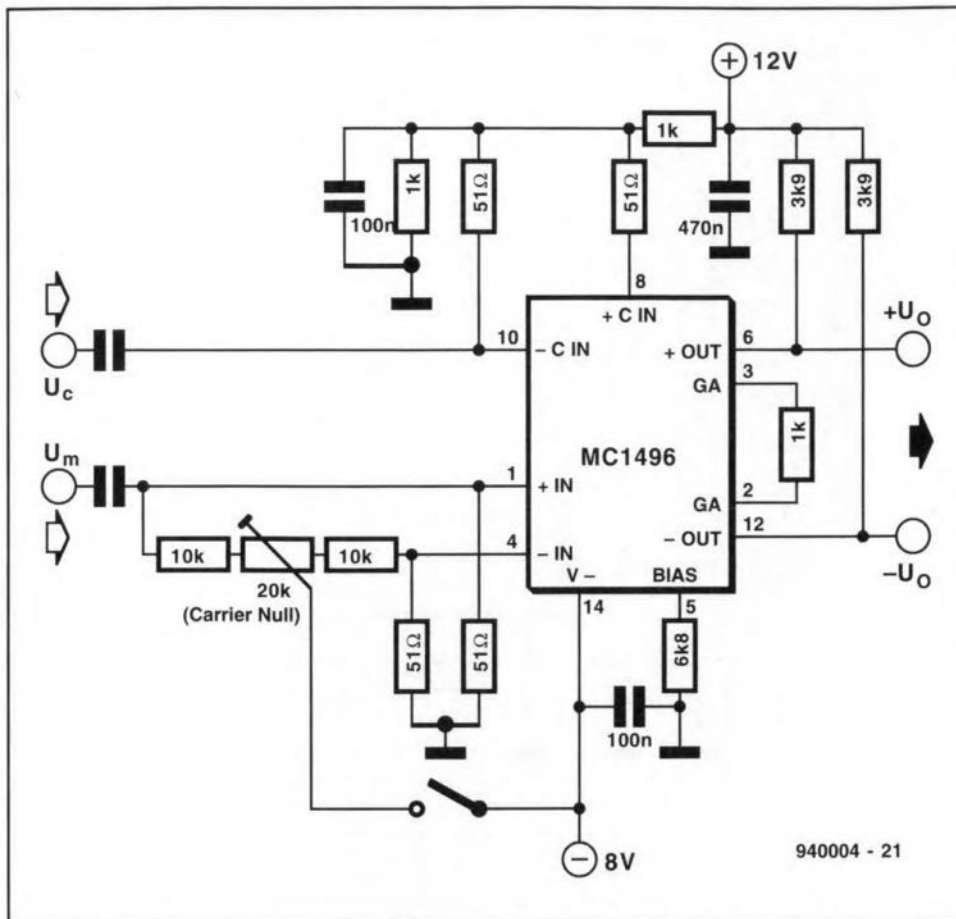 12V
1k
1k
100n
51Ω
51Ω
470n
3k9
3k9
8
+ C IN
10
– C IN
+ OUT
6
+Uo
Uc
GA
3
MC1496
1k
Um
1
+ IN
GA
2
4
– IN
– OUT
12
–Uo
10k
10k
20k
(Carrier Null)
V –
BIAS
14
5
51Ω
51Ω
6k8
100n
8V
940004 - 21